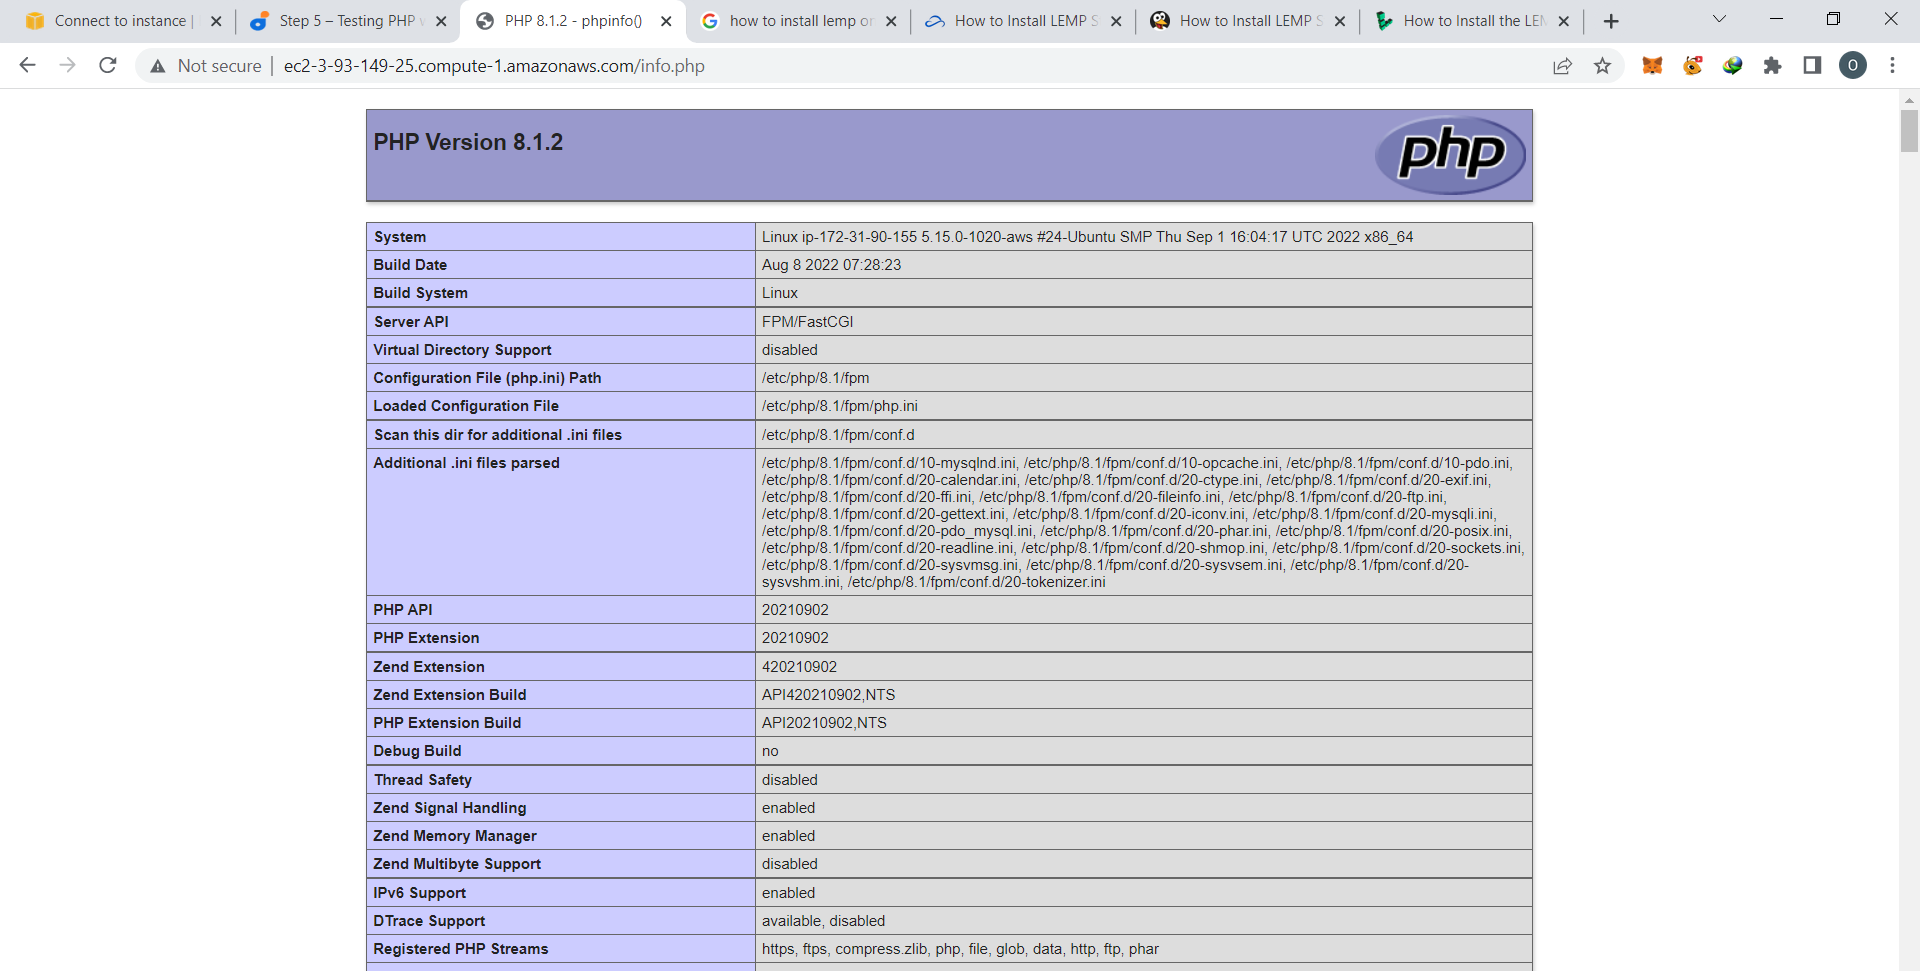 Connect to instance |
Step 5 – Testing PHP w
PHP 8.1.2 - phpinfo()
how to install lemp on
How to Install LEMP S
How to Install LEMP S
How to Install the LEM
Not secure | ec2-3-93-149-25.compute-1.amazonaws.com/info.php
O
PHP Version 8.1.2
php
System Linux ip-172-31-90-155 5.15.0-1020-aws #24-Ubuntu SMP Thu Sep 1 16:04:17 UTC 2022 x86_64
Build Date Aug 8 2022 07:28:23
Build System Linux
Server API FPM/FastCGI
Virtual Directory Support disabled
Configuration File (php.ini) Path /etc/php/8.1/fpm
Loaded Configuration File /etc/php/8.1/fpm/php.ini
Scan this dir for additional .ini files /etc/php/8.1/fpm/conf.d
Additional .ini files parsed /etc/php/8.1/fpm/conf.d/10-mysqlnd.ini, /etc/php/8.1/fpm/conf.d/10-opcache.ini, /etc/php/8.1/fpm/conf.d/10-pdo.ini,
/etc/php/8.1/fpm/conf.d/20-calendar.ini, /etc/php/8.1/fpm/conf.d/20-ctype.ini, /etc/php/8.1/fpm/conf.d/20-exif.ini,
/etc/php/8.1/fpm/conf.d/20-ffi.ini, /etc/php/8.1/fpm/conf.d/20-fileinfo.ini, /etc/php/8.1/fpm/conf.d/20-ftp.ini,
/etc/php/8.1/fpm/conf.d/20-gettext.ini, /etc/php/8.1/fpm/conf.d/20-iconv.ini, /etc/php/8.1/fpm/conf.d/20-mysqli.ini,
/etc/php/8.1/fpm/conf.d/20-pdo_mysql.ini, /etc/php/8.1/fpm/conf.d/20-phar.ini, /etc/php/8.1/fpm/conf.d/20-posix.ini,
/etc/php/8.1/fpm/conf.d/20-readline.ini, /etc/php/8.1/fpm/conf.d/20-shmop.ini, /etc/php/8.1/fpm/conf.d/20-sockets.ini,
/etc/php/8.1/fpm/conf.d/20-sysvmsg.ini, /etc/php/8.1/fpm/conf.d/20-sysvsem.ini, /etc/php/8.1/fpm/conf.d/20-
sysvshm.ini, /etc/php/8.1/fpm/conf.d/20-tokenizer.ini
PHP API 20210902
PHP Extension 20210902
Zend Extension 420210902
Zend Extension Build API420210902,NTS
PHP Extension Build API20210902,NTS
Debug Build no
Thread Safety disabled
Zend Signal Handling enabled
Zend Memory Manager enabled
Zend Multibyte Support disabled
IPv6 Support enabled
DTrace Support available, disabled
Registered PHP Streams https, ftps, compress.zlib, php, file, glob, data, http, ftp, phar